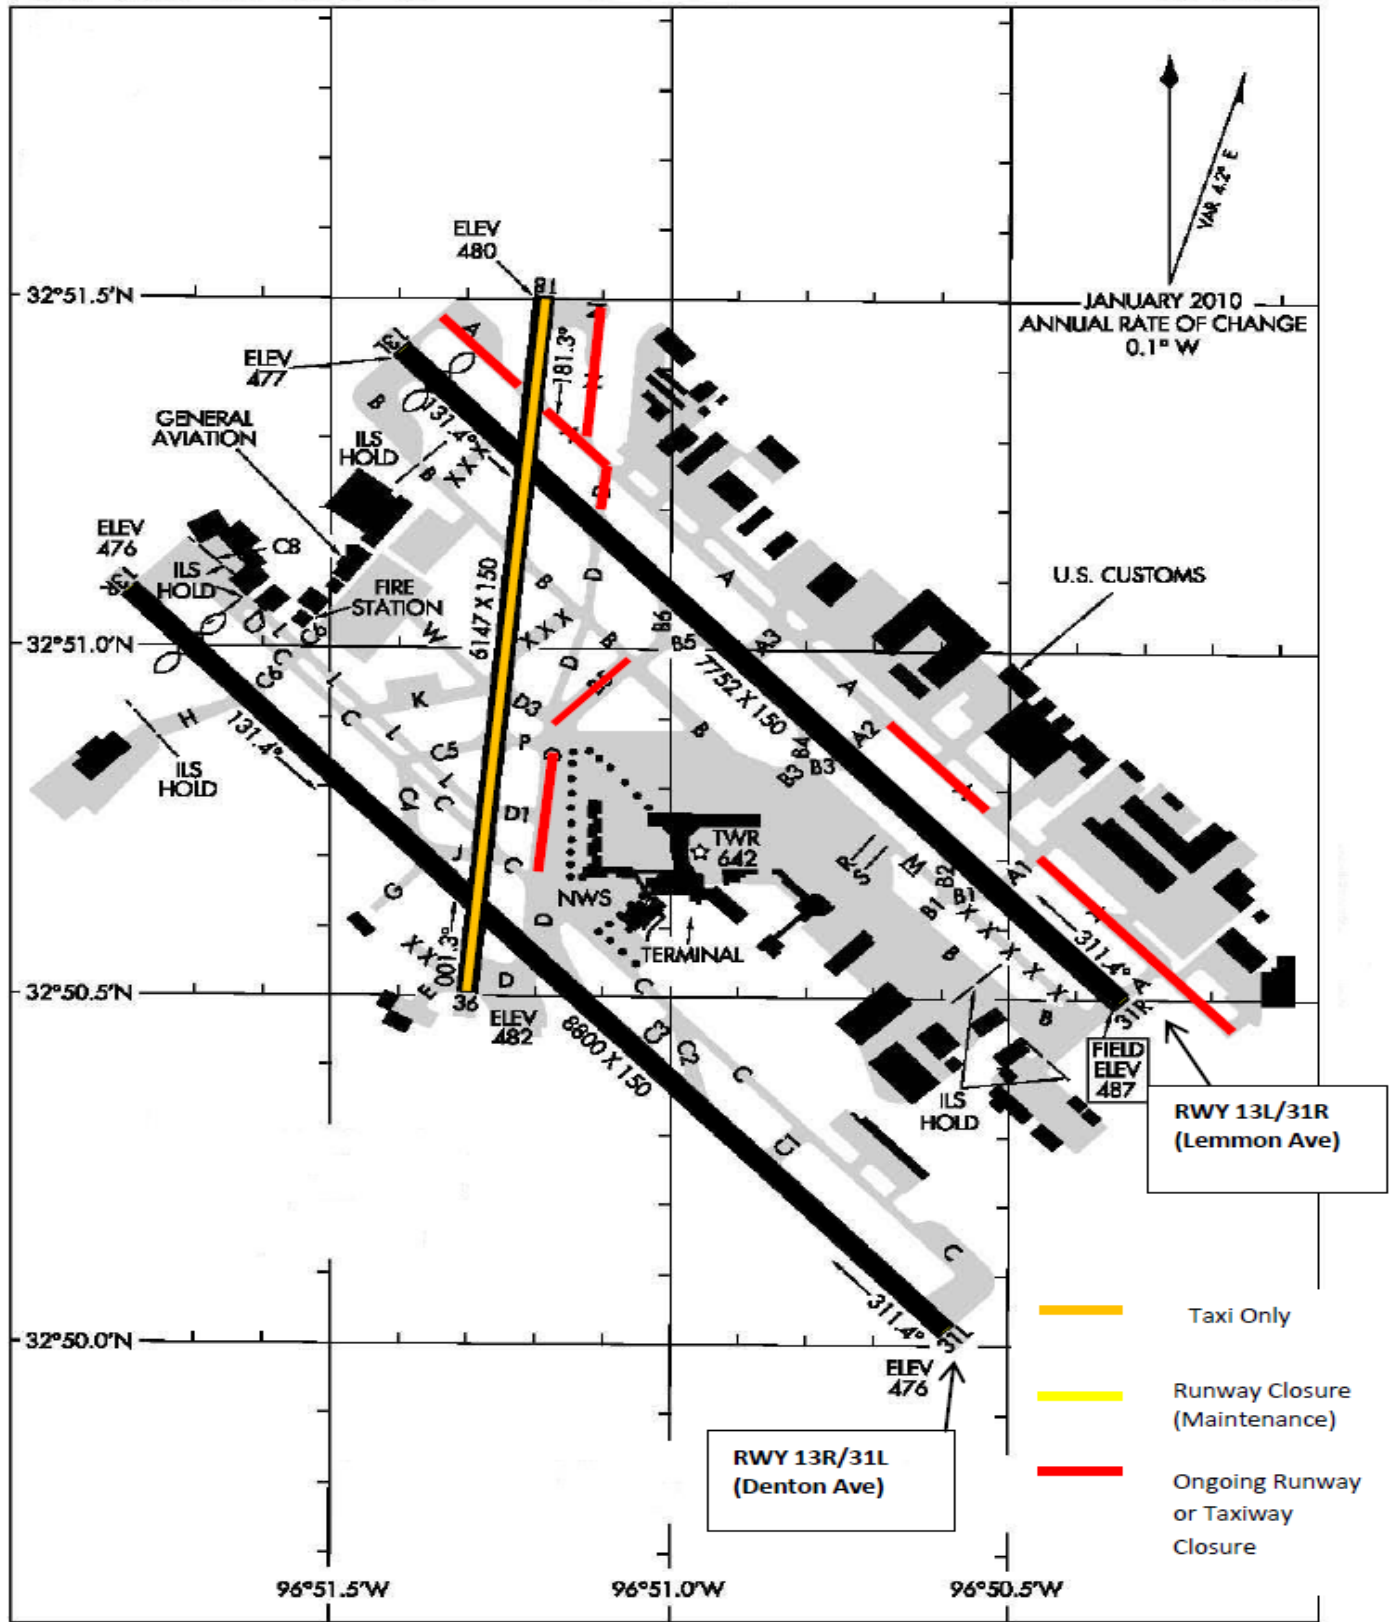 VAR 4.2° E
JANUARY 2010
ANNUAL RATE OF CHANGE
0.1° W
ELEV
480
32°51.5'N
81
N
13L
A
181.3°
ELEV
477
N
GENERAL
AVIATION
B
131.4°
ILS
HOLD
B
X X X
D
ELEV
476
C8
ILS
HOLD
13R
FIRE
STATION
D
B
A
U.S. CUSTOMS
L
C6
W
X X X
B6
B5
A3
32°51.0'N
6147 X 150
B
D
C
C6
L
K
D3
7752 X 150
A
H
131.4°
C
L
C5
P
B
A2
B4
B3
B3
ILS
HOLD
L
C
C4
D1
TWR
642
J
C
R
S
M
B2
B1
B1
A1
G
NWS
D
X X
001.3°
TERMINAL
B
X X X X X
311.4°
A
E
D
C
32°50.5'N
36
ELEV
482
8800 X 150
C3
C2
C
B
31R
FIELD
ELEV
487
ILS
HOLD
RWY 13L/31R
(Lemmon Ave)
C1
C
311.4°
31L
Taxi Only
32°50.0'N
ELEV
476
Runway Closure
(Maintenance)
RWY 13R/31L
(Denton Ave)
Ongoing Runway
or Taxiway
Closure
96°51.5'W
96°51.0'W
96°50.5'W